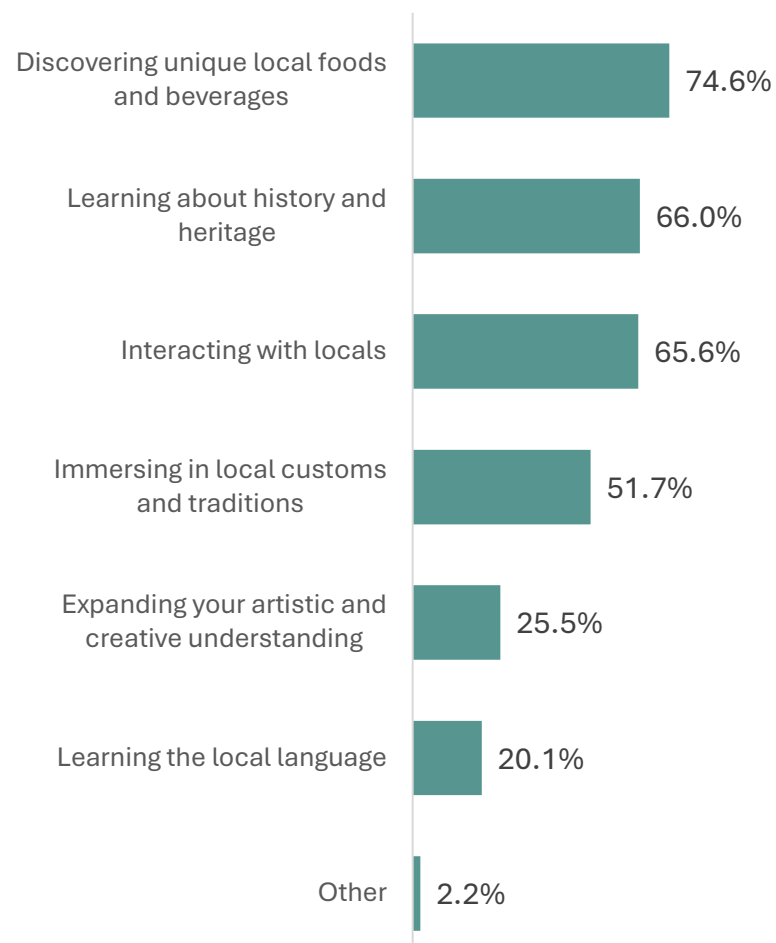 Discovering unique local foods
and beverages
74.6%
Learning about history and
heritage
66.0%
Interacting with locals
65.6%
Immersing in local customs
and traditions
51.7%
Expanding your artistic and
creative understanding
25.5%
Learning the local language
20.1%
Other
2.2%